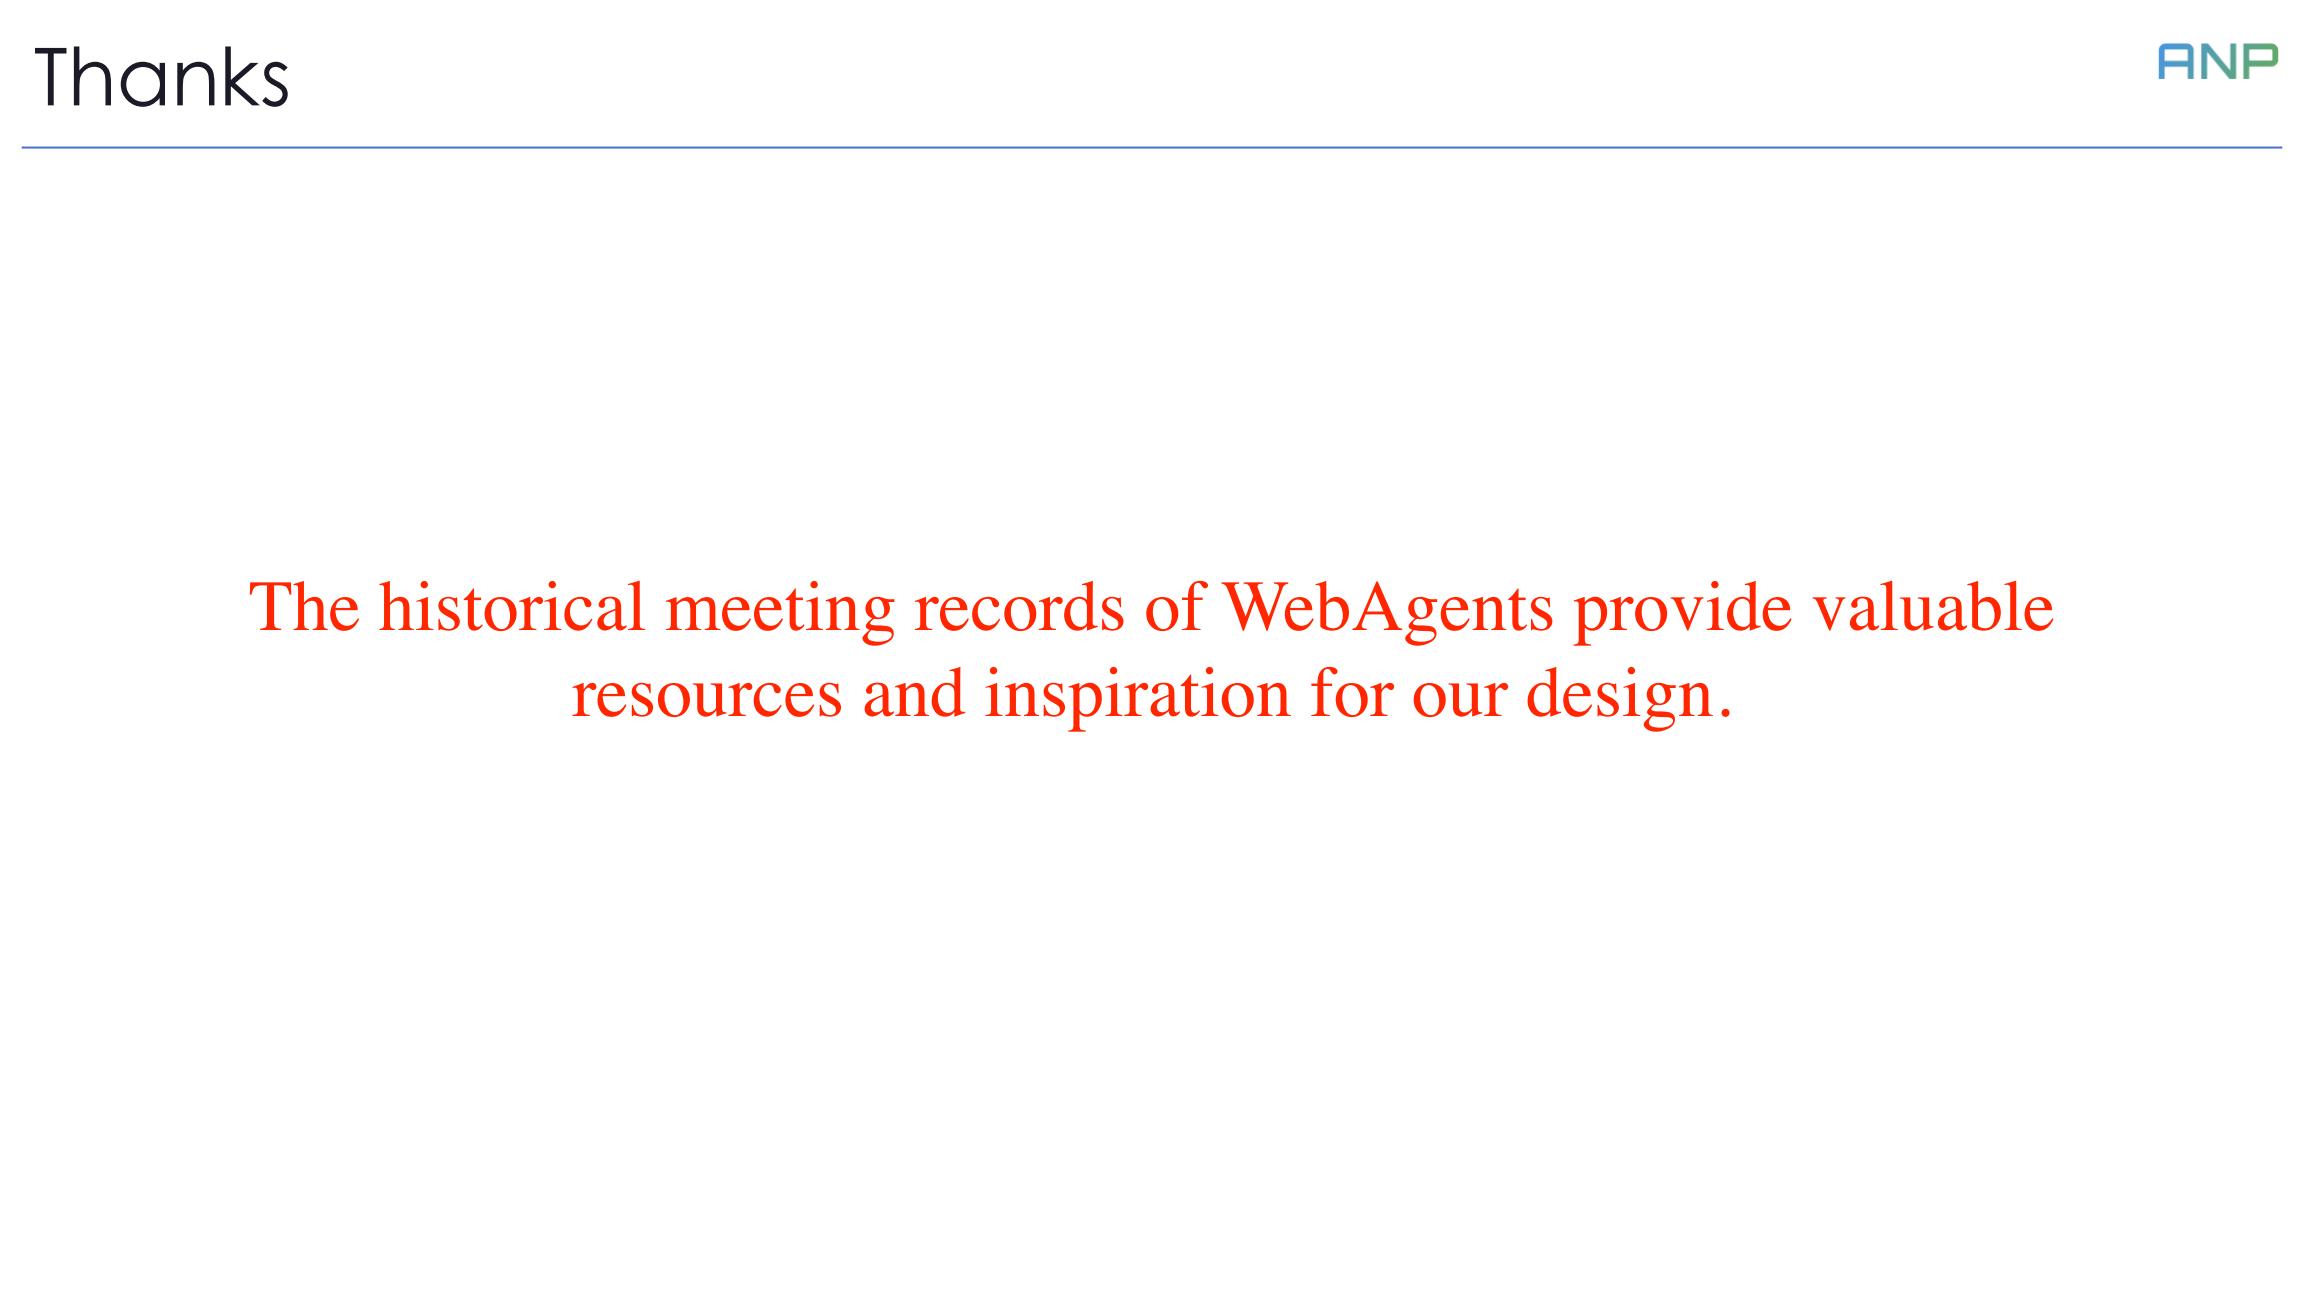 Thanks
ANP
The historical meeting records of WebAgents provide valuable
resources and inspiration for our design.